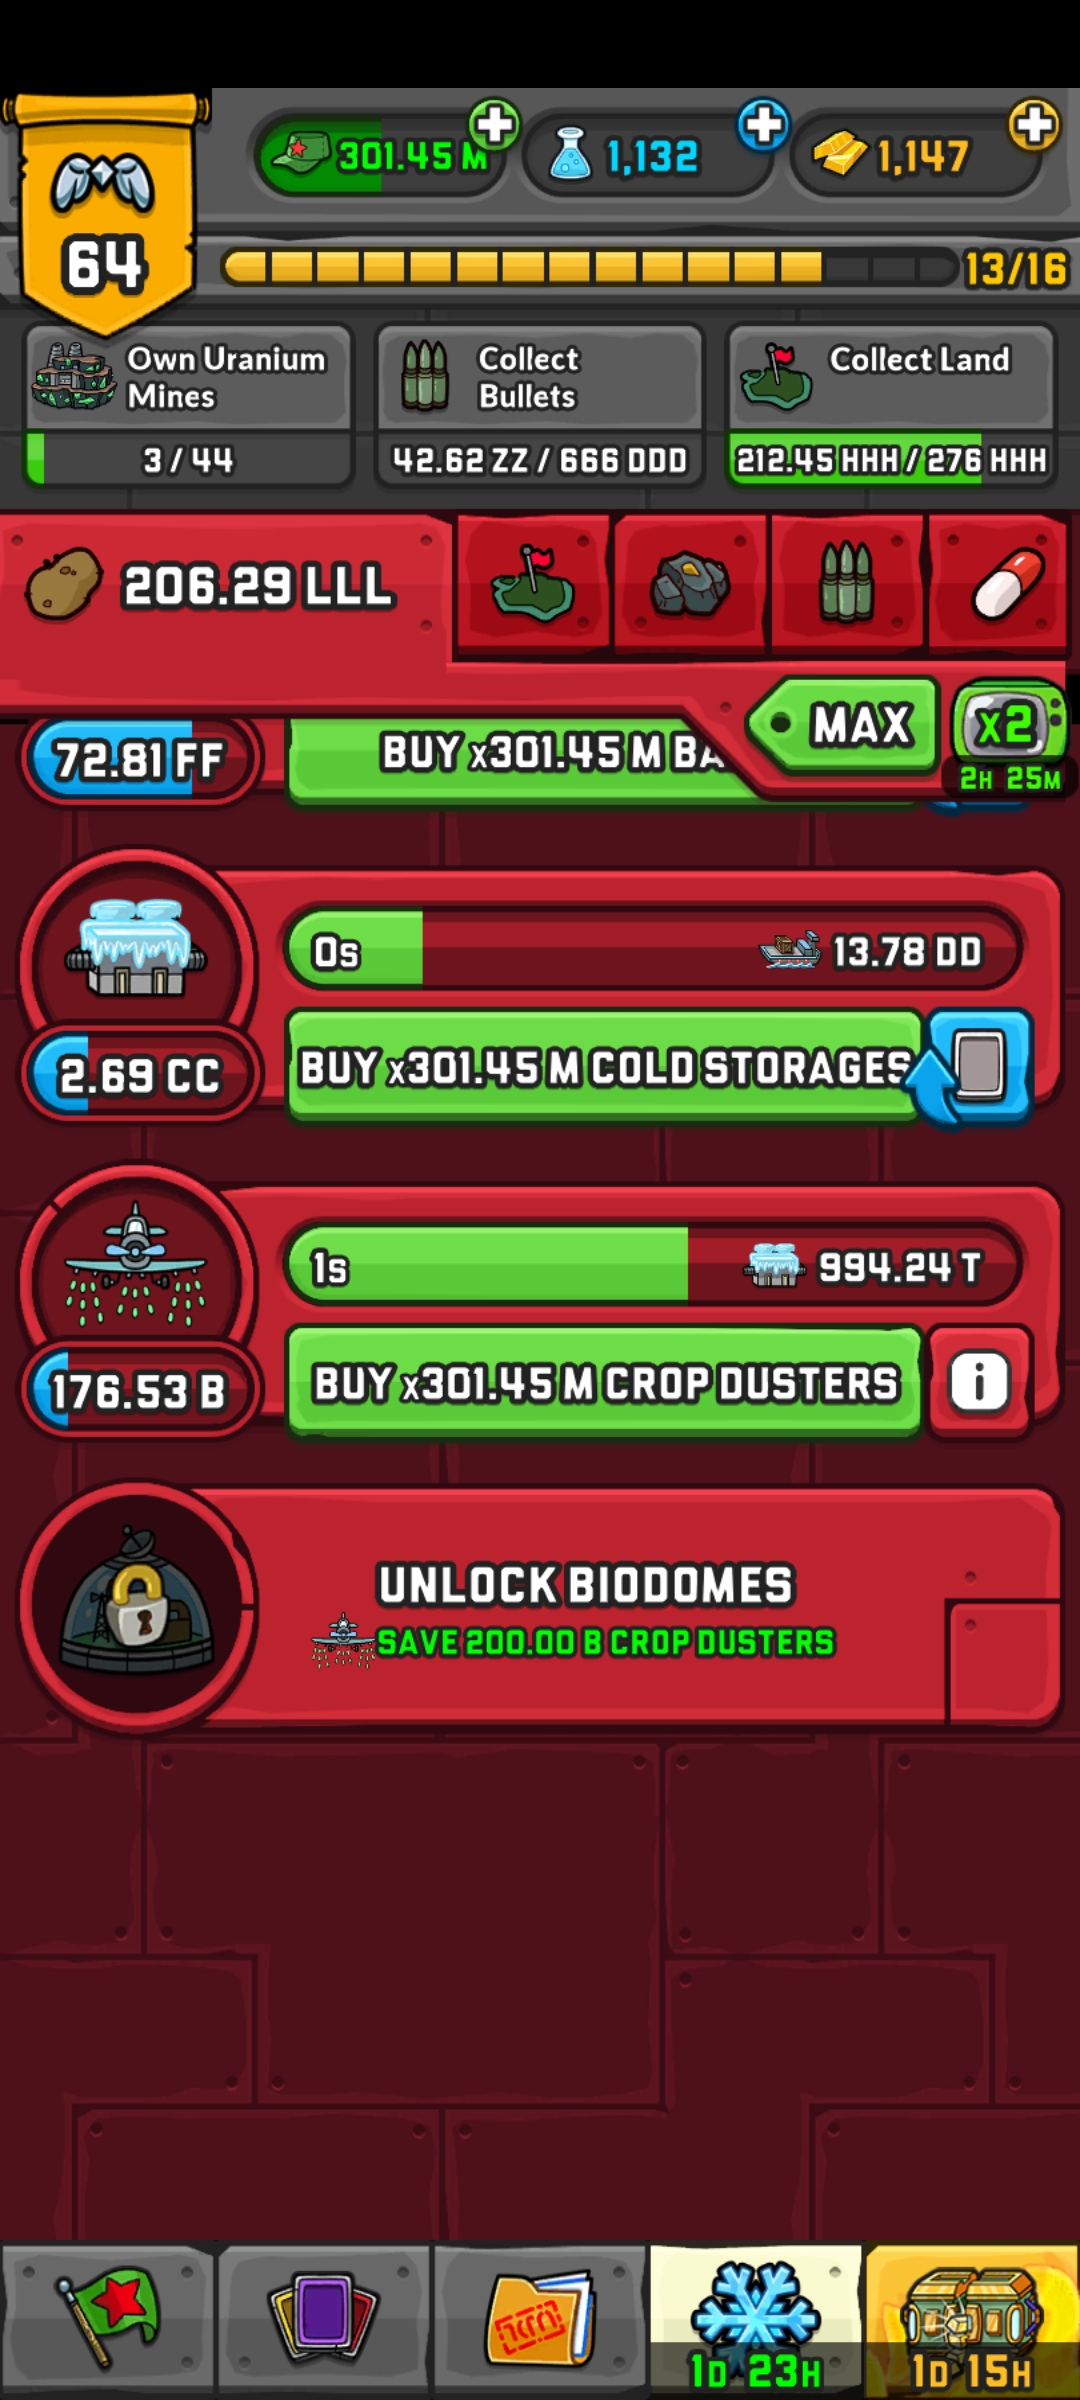 64
301.45 M
1,132
1,147
13/16
Own Uranium
Mines
3 / 44
Collect
Bullets
42.62 ZZ / 666 DDD
Collect Land
212.45 HHH / 276 HHH
206.29 LLL
MAX
X2
2H 25M
72.81 FF
BUY x301.45 M BA
0s
13.78 DD
2.69 CC
BUY x301.45 M COLD STORAGES
1s
994.24 T
176.53 B
BUY x301.45 M CROP DUSTERS
i
UNLOCK BIODOMES
SAVE 200.00 B CROP DUSTERS
1D 23H
1D 15H